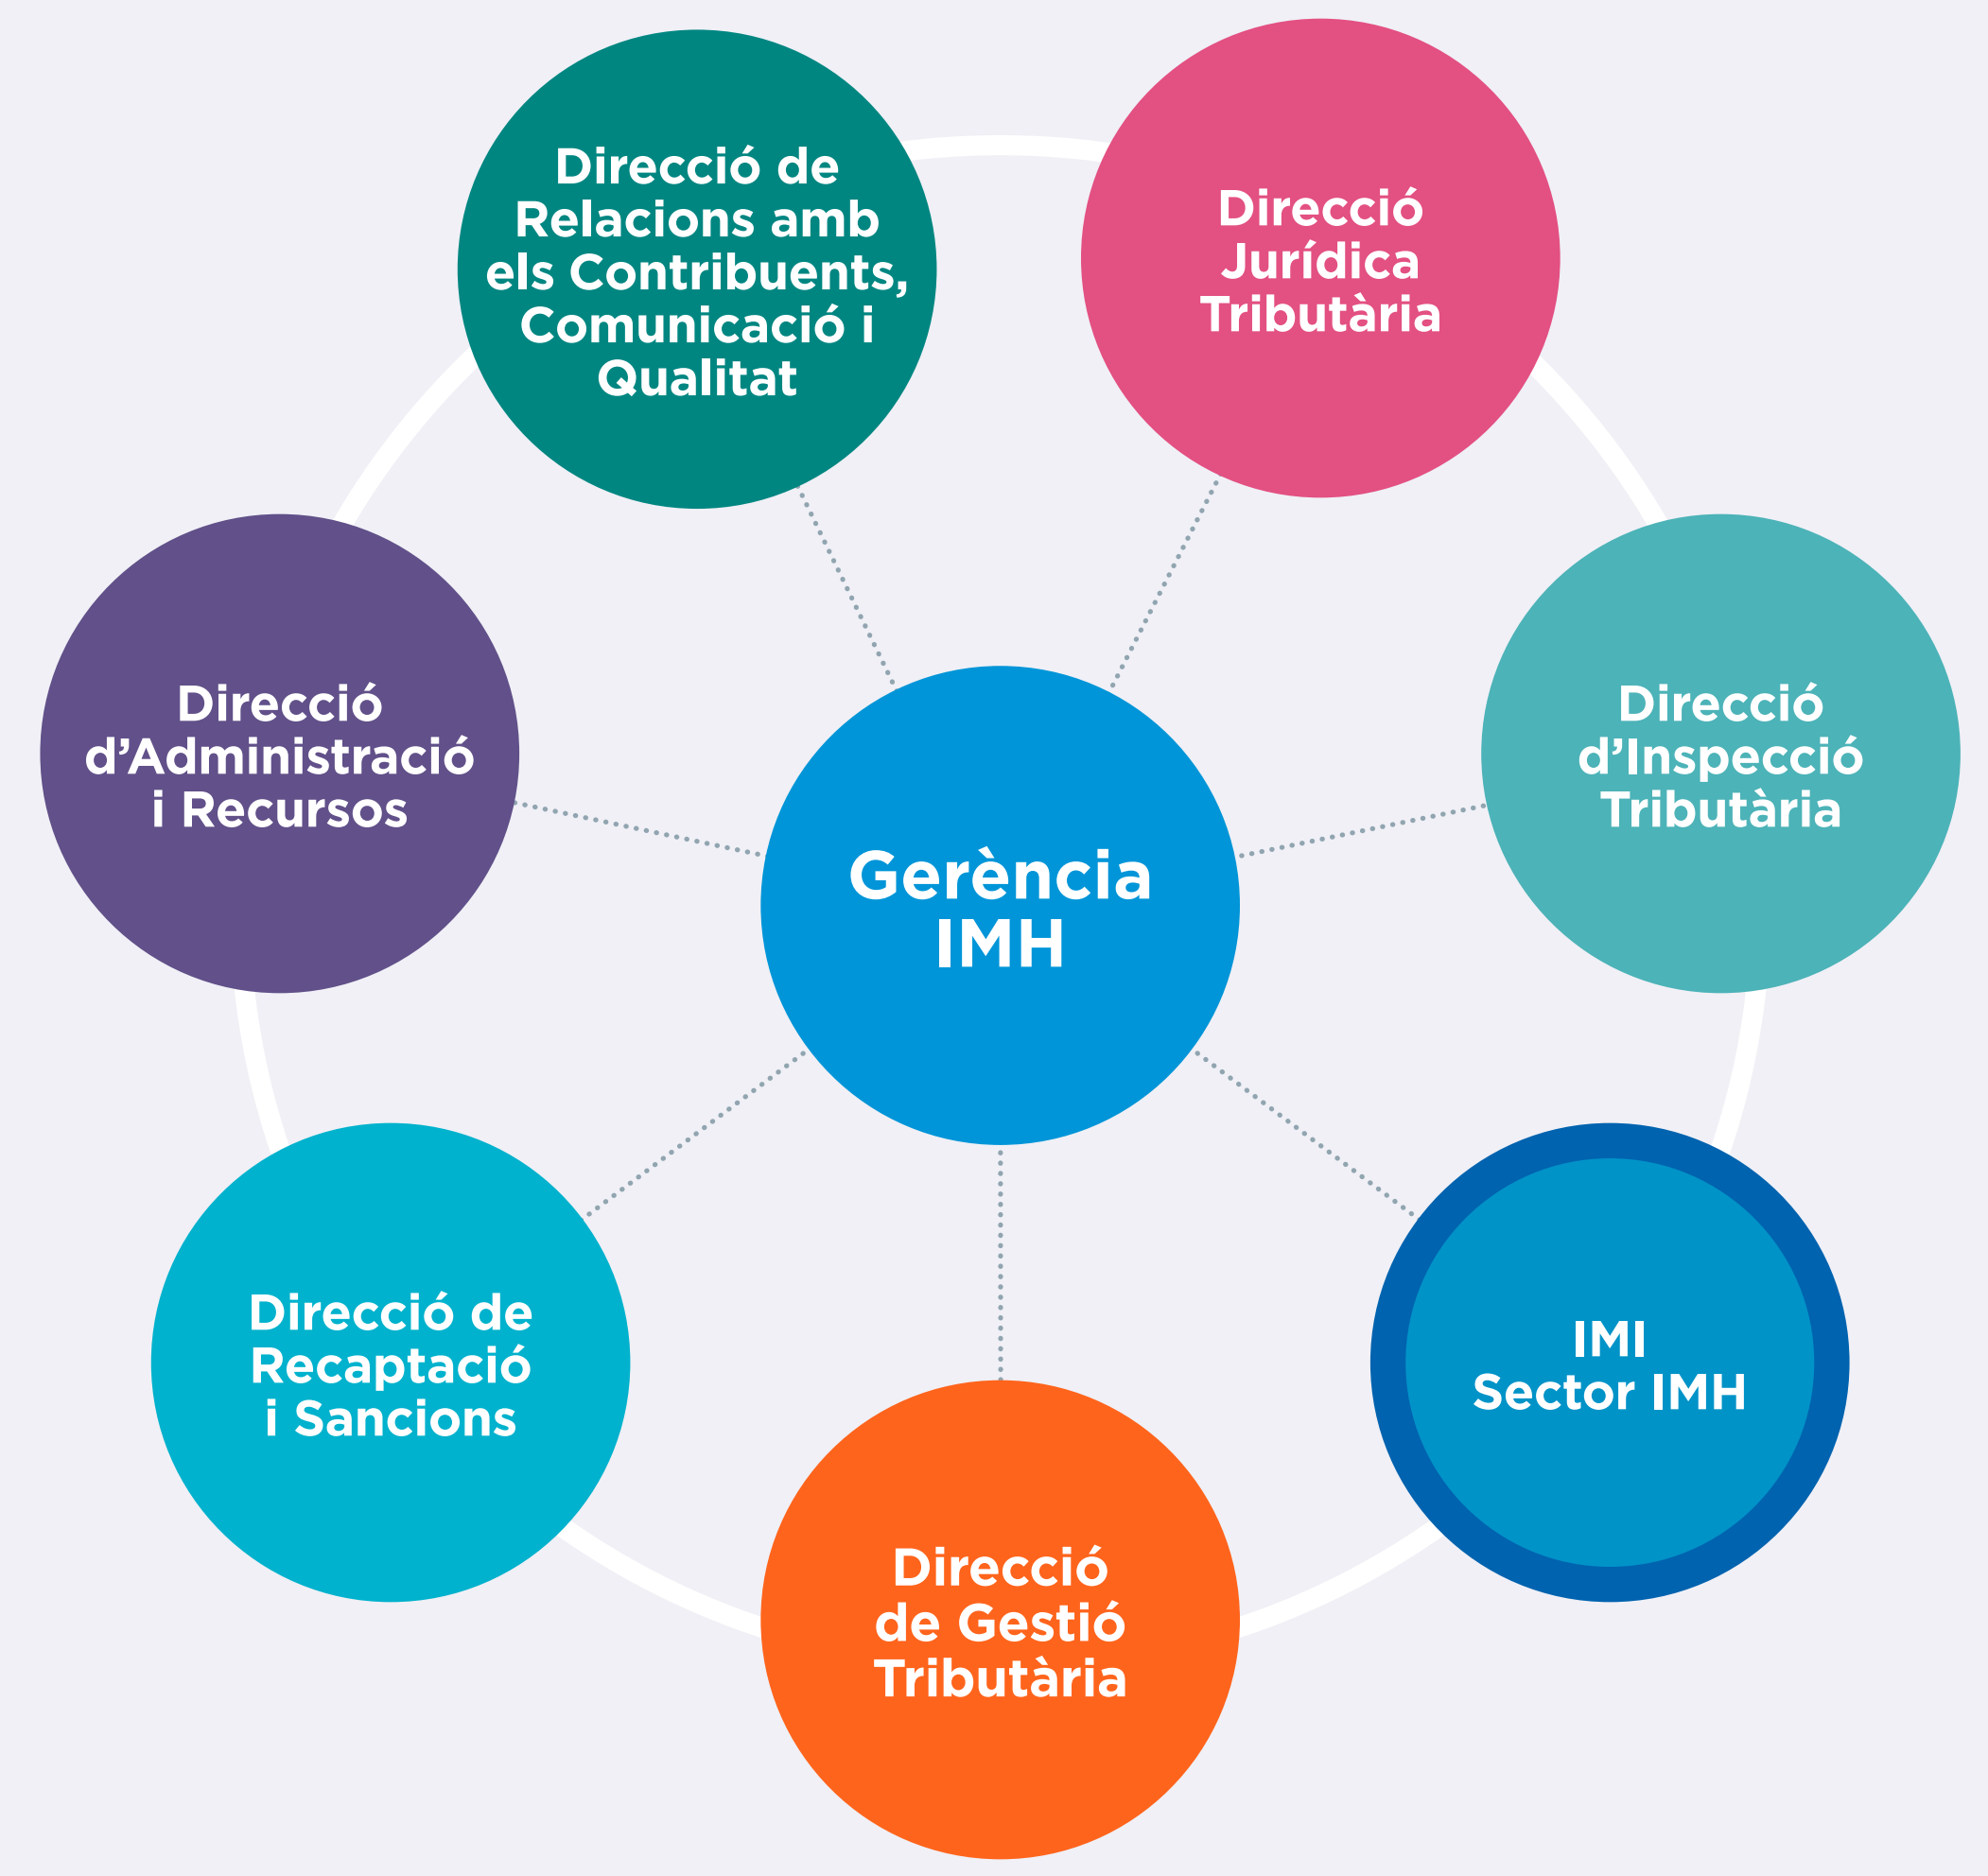 Direcció de
Relacions amb
els Contribuents,
Comunicació i
Qualitat
Direcció
Jurídica
Tributària
Direcció
d’Administració
i Recursos
Direcció
d’Inspecció
Tributària
Gerència
IMH
Direcció de
Recaptació
i Sancions
IMI
Sector IMH
Direcció
de Gestió
Tributària